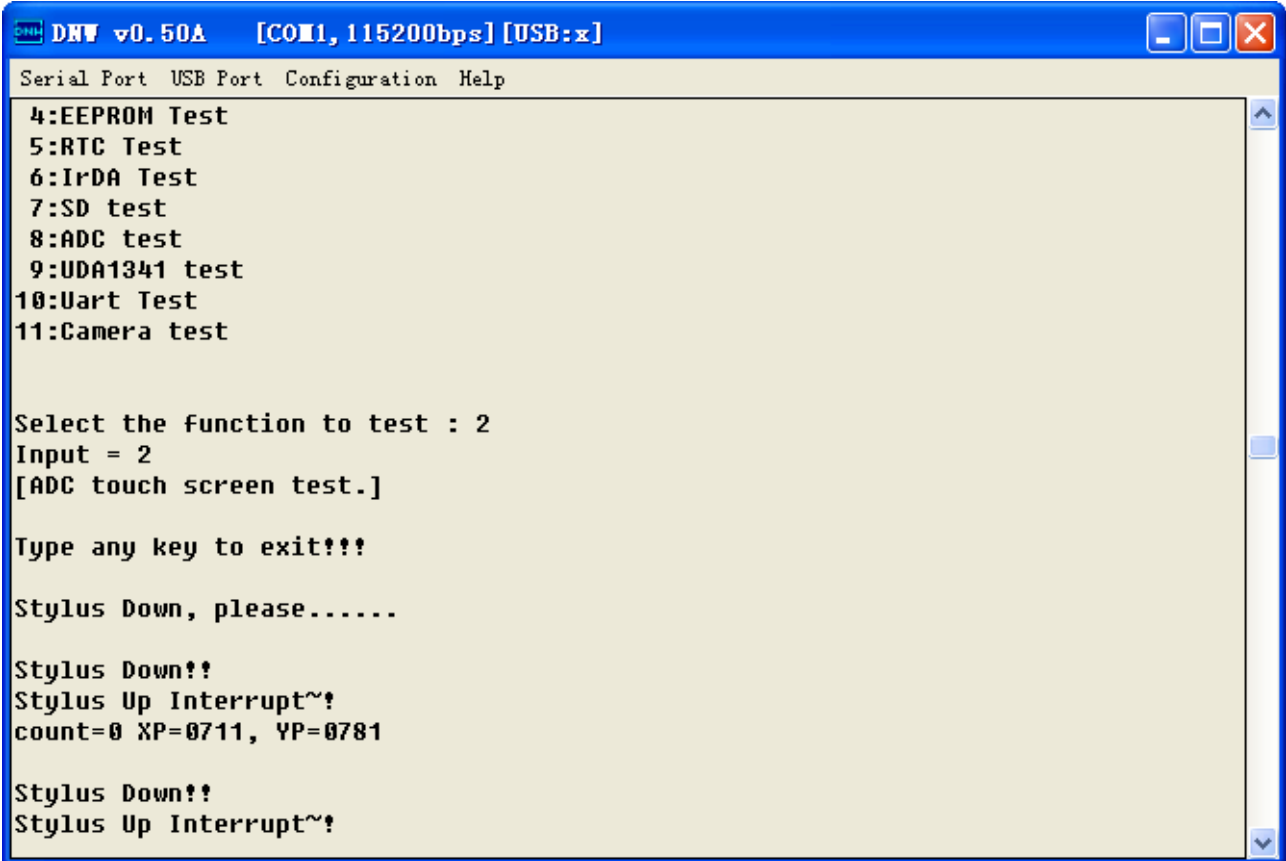 DNW v0.50A [COM1,115200bps][USB:x]
Serial Port USB Port Configuration Help
4:EEPROM Test
5:RTC Test
6:IrDA Test
7:SD test
8:ADC test
9:UDA1341 test
10:Uart Test
11:Camera test
Select the function to test : 2
Input = 2
[ADC touch screen test.]
Type any key to exit!!!
Stylus Down, please......
Stylus Down!!
Stylus Up Interrupt~!
count=0 XP=0711, YP=0781
Stylus Down!!
Stylus Up Interrupt~!